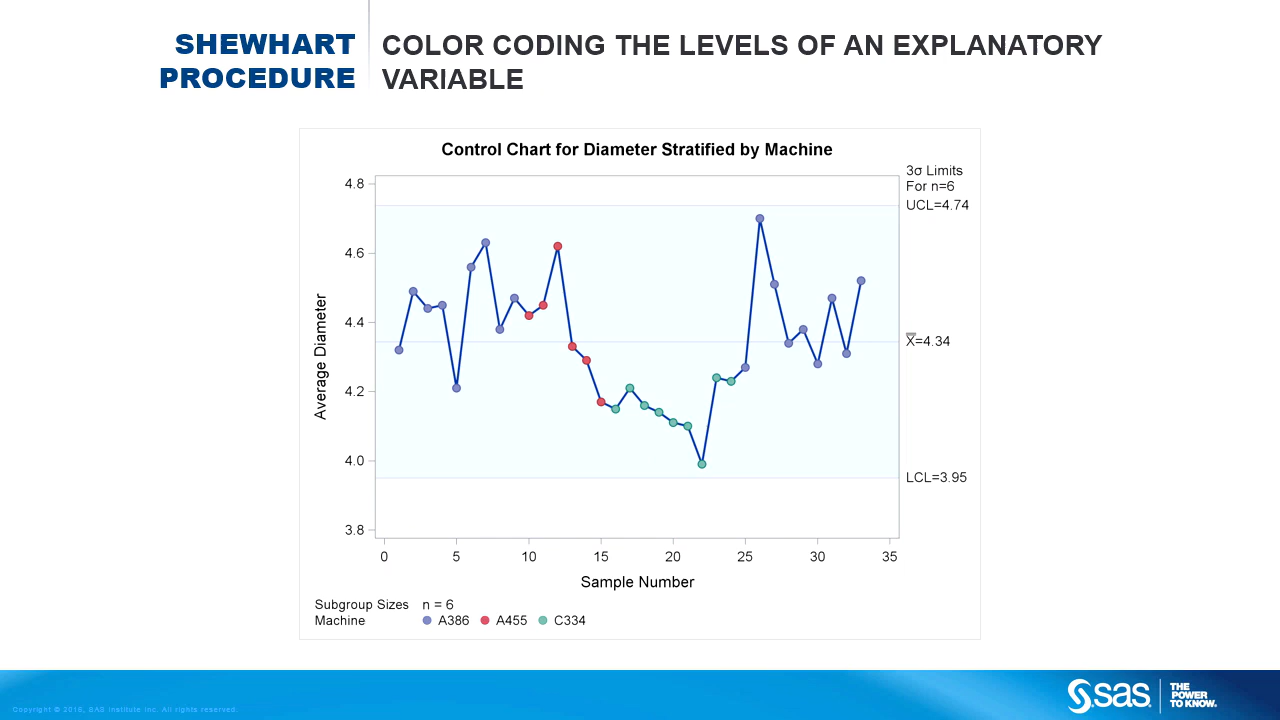 SHEWHART
PROCEDURE
COLOR CODING THE LEVELS OF AN EXPLANATORY
VARIABLE
Control Chart for Diameter Stratified by Machine
3σ Limits
For n=6
UCL=4.74
X̿=4.34
LCL=3.95
Average Diameter
4.8
4.6
4.4
4.2
4.0
3.8
0 5 10 15 20 25 30 35
Sample Number
Subgroup Sizes n = 6
Machine A386 A455 C334
Copyright © 2016, SAS Institute Inc. All rights reserved.
sas
THE
POWER
TO KNOW.